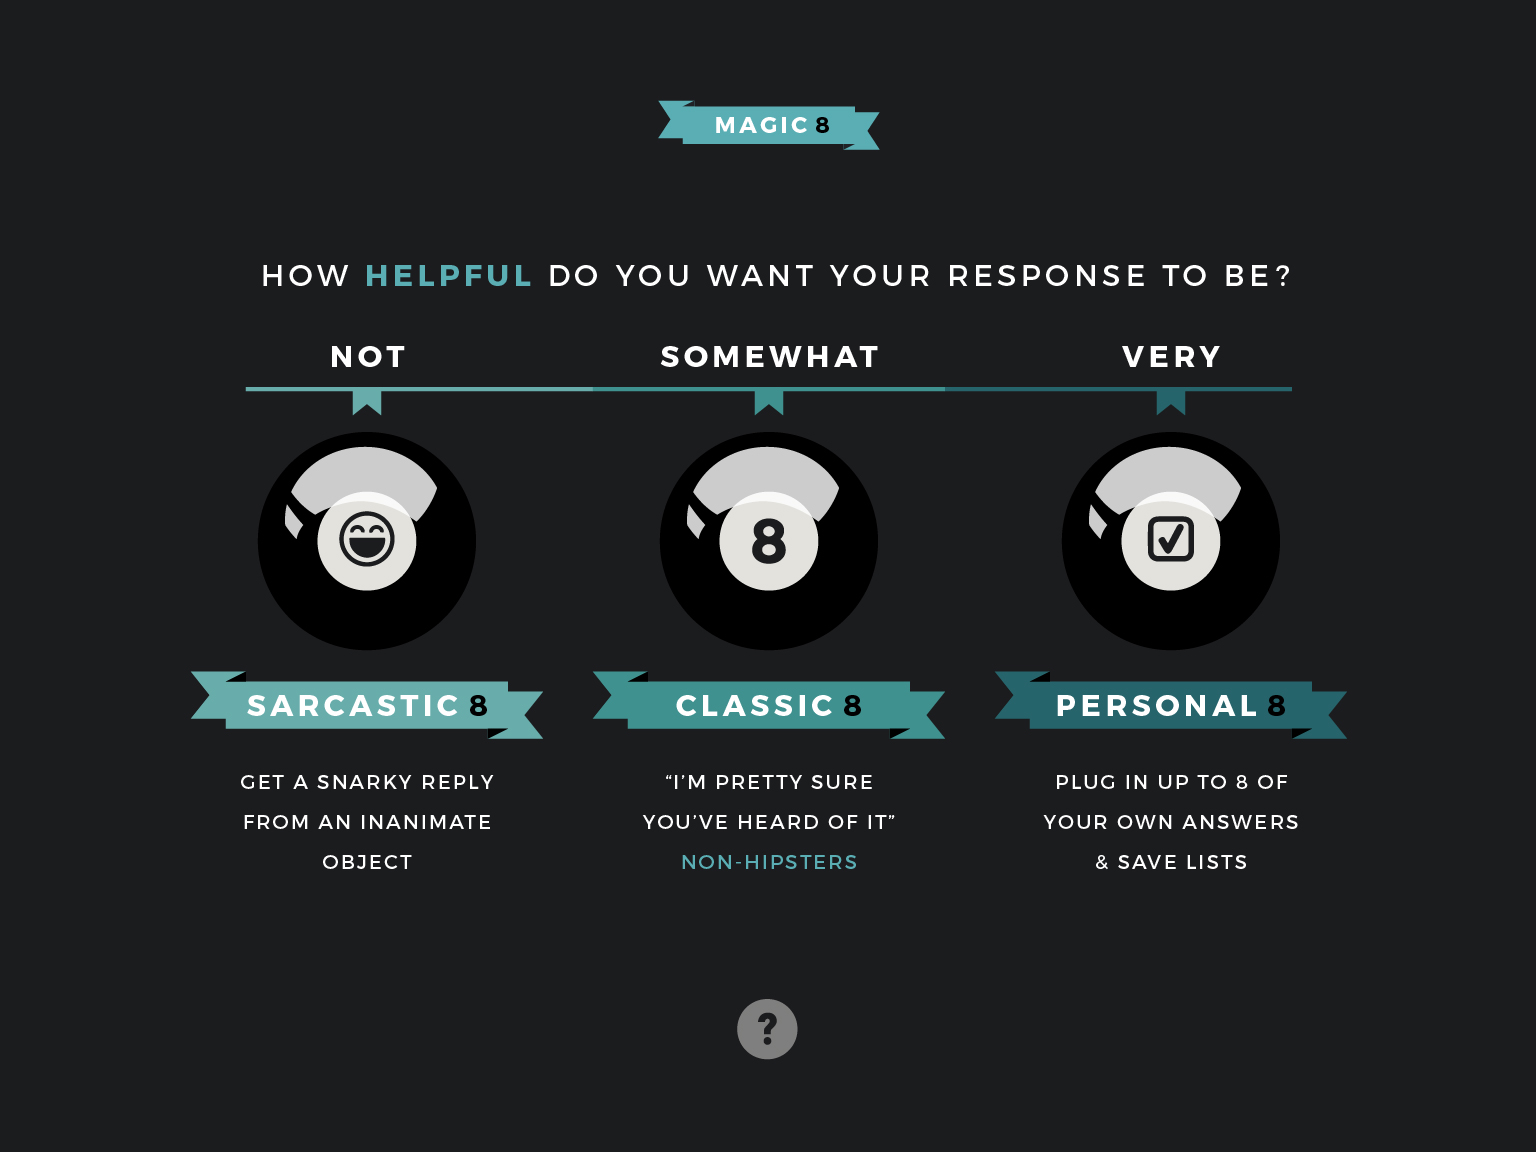 MAGIC 8
HOW HELPFUL DO YOU WANT YOUR RESPONSE TO BE?
NOT
SOMEWHAT
VERY
8
SARCASTIC 8
CLASSIC 8
PERSONAL 8
GET A SNARKY REPLY
FROM AN INANIMATE
OBJECT
“I’M PRETTY SURE
YOU’VE HEARD OF IT”
NON-HIPSTERS
PLUG IN UP TO 8 OF
YOUR OWN ANSWERS
& SAVE LISTS
?